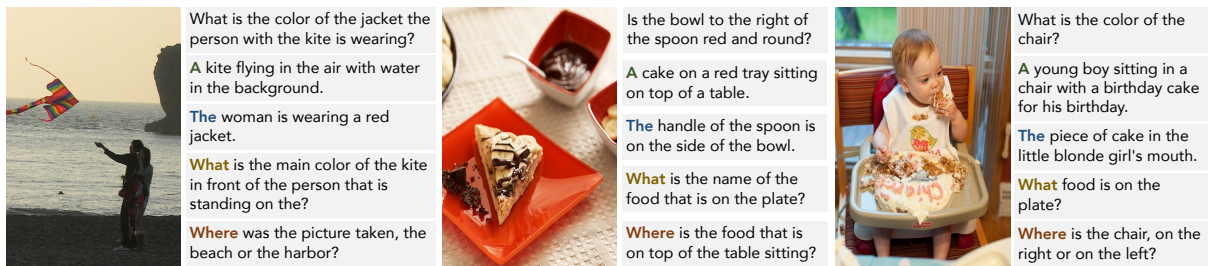 What is the color of the jacket the
person with the kite is wearing?
A kite flying in the air with water
in the background.
The woman is wearing a red
jacket.
What is the main color of the kite
in front of the person that is
standing on the?
Where was the picture taken, the
beach or the harbor?
Is the bowl to the right of
the spoon red and round?
A cake on a red tray sitting
on top of a table.
The handle of the spoon is
on the side of the bowl.
What is the name of the
food that is on the plate?
Where is the food that is
on top of the table sitting?
What is the color of the
chair?
A young boy sitting in a
chair with a birthday cake
for his birthday.
The piece of cake in the
little blonde girl's mouth.
What food is on the
plate?
Where is the chair, on the
right or on the left?